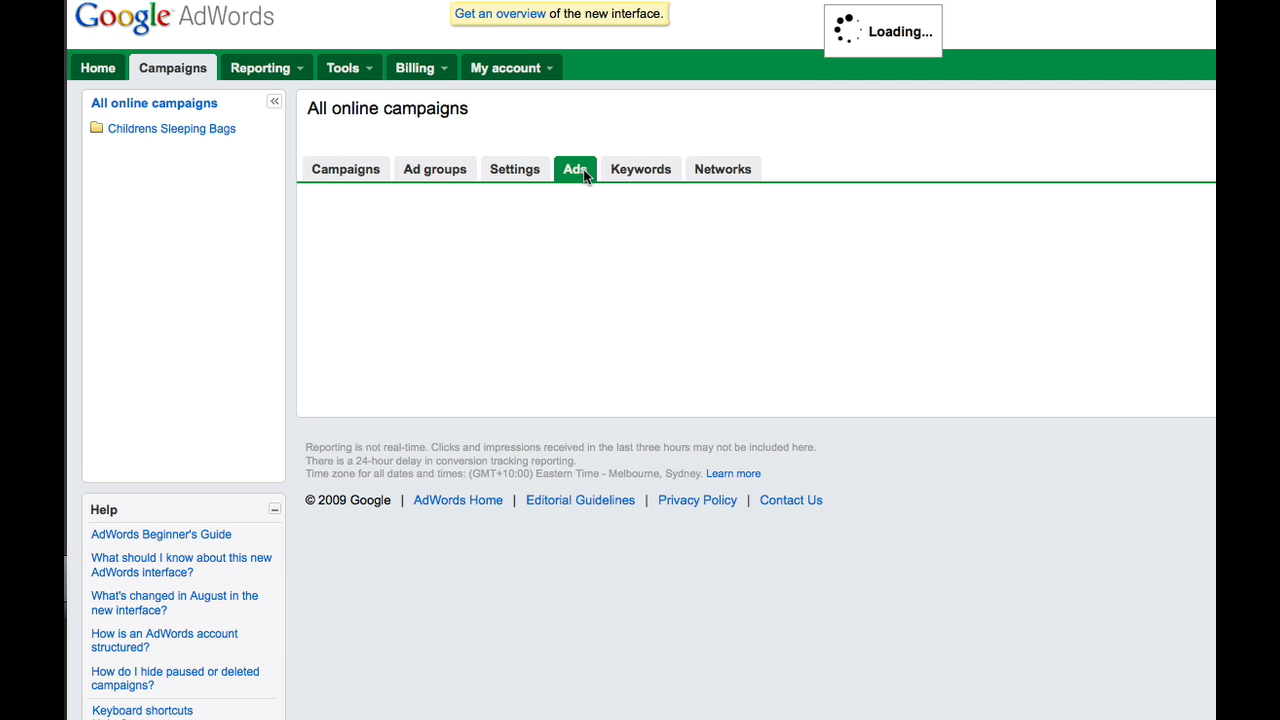 Google AdWords
Get an overview of the new interface.
Loading...
Home
Campaigns
Reporting
Tools
Billing
My account
All online campaigns
Childrens Sleeping Bags
All online campaigns
Campaigns
Ad groups
Settings
Ads
Keywords
Networks
Reporting is not real-time. Clicks and impressions received in the last three hours may not be included here.
There is a 24-hour delay in conversion tracking reporting.
Time zone for all dates and times: (GMT+10:00) Eastern Time - Melbourne, Sydney. Learn more
© 2009 Google | AdWords Home | Editorial Guidelines | Privacy Policy | Contact Us
Help
AdWords Beginner's Guide
What should I know about this new
AdWords interface?
What's changed in August in the
new interface?
How is an AdWords account
structured?
How do I hide paused or deleted
campaigns?
Keyboard shortcuts